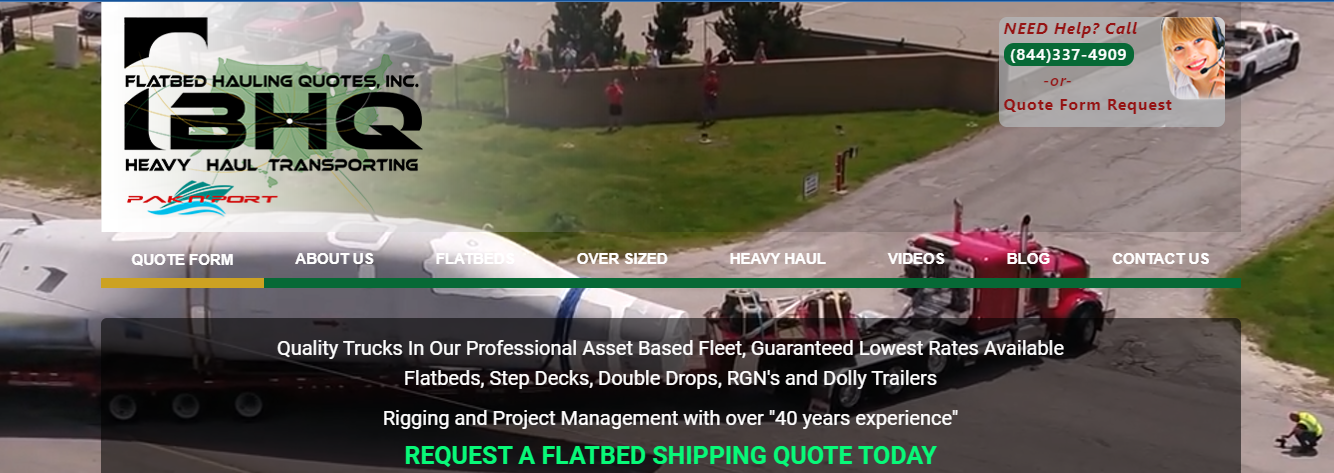 FLATBED HAULING QUOTES, INC.
BHQ
HEAVY HAUL TRANSPORTING
PAK N PORT
NEED Help? Call
(844)337-4909
-or-
Quote Form Request
QUOTE FORM
ABOUT US
FLATBEDS
OVER SIZED
HEAVY HAUL
VIDEOS
BLOG
CONTACT US
Quality Trucks In Our Professional Asset Based Fleet, Guaranteed Lowest Rates Available
Flatbeds, Step Decks, Double Drops, RGN's and Dolly Trailers
Rigging and Project Management with over "40 years experience"
REQUEST A FLATBED SHIPPING QUOTE TODAY